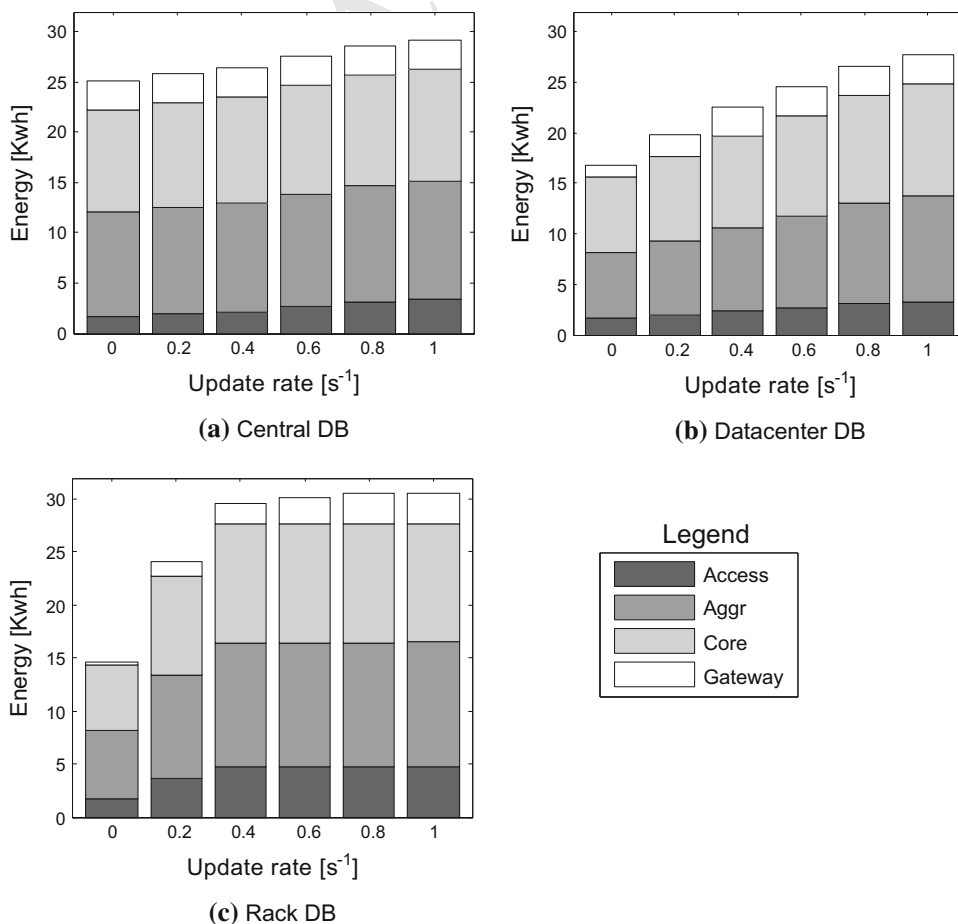 30
25
20
15
10
5
0
Energy [Kwh]
0 0.2 0.4 0.6 0.8 1
Update rate [s⁻¹]
(a) Central DB
30
25
20
15
10
5
0
Energy [Kwh]
0 0.2 0.4 0.6 0.8 1
Update rate [s⁻¹]
(b) Datacenter DB
30
25
20
15
10
5
0
Energy [Kwh]
0 0.2 0.4 0.6 0.8 1
Update rate [s⁻¹]
(c) Rack DB
Legend
Access
Aggr
Core
Gateway